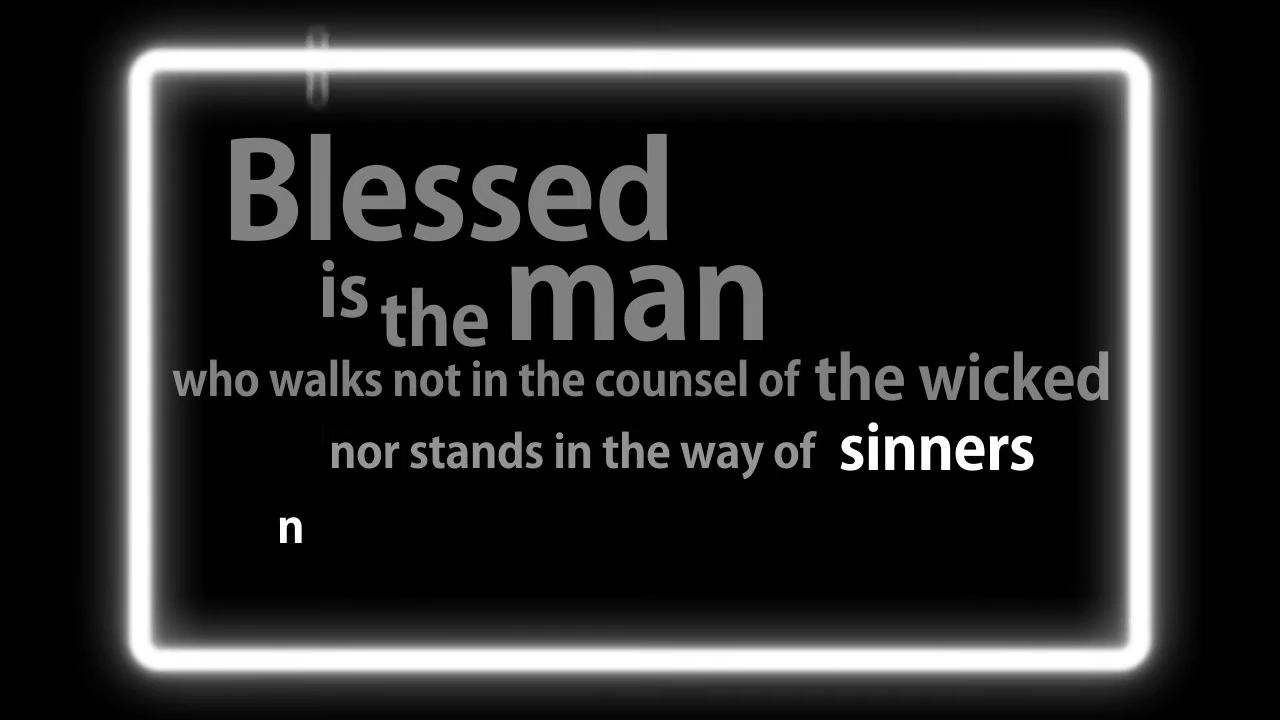 Blessed
is the man
who walks not in the counsel of the wicked
nor stands in the way of sinners
n